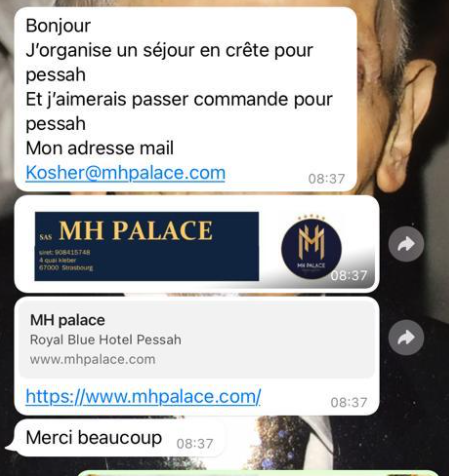 Bonjour
J'organise un séjour en crête pour
pessah
Et j'aimerais passer commande pour
pessah
Mon adresse mail
Kosher@mhpalace.com
08:37
SAS MH PALACE
siret: 908415748
4 quai kleber
67000 Strasbourg
MH PALACE
08:37
MH palace
Royal Blue Hotel Pessah
www.mhpalace.com
https://www.mhpalace.com/
08:37
Merci beaucoup 08:37